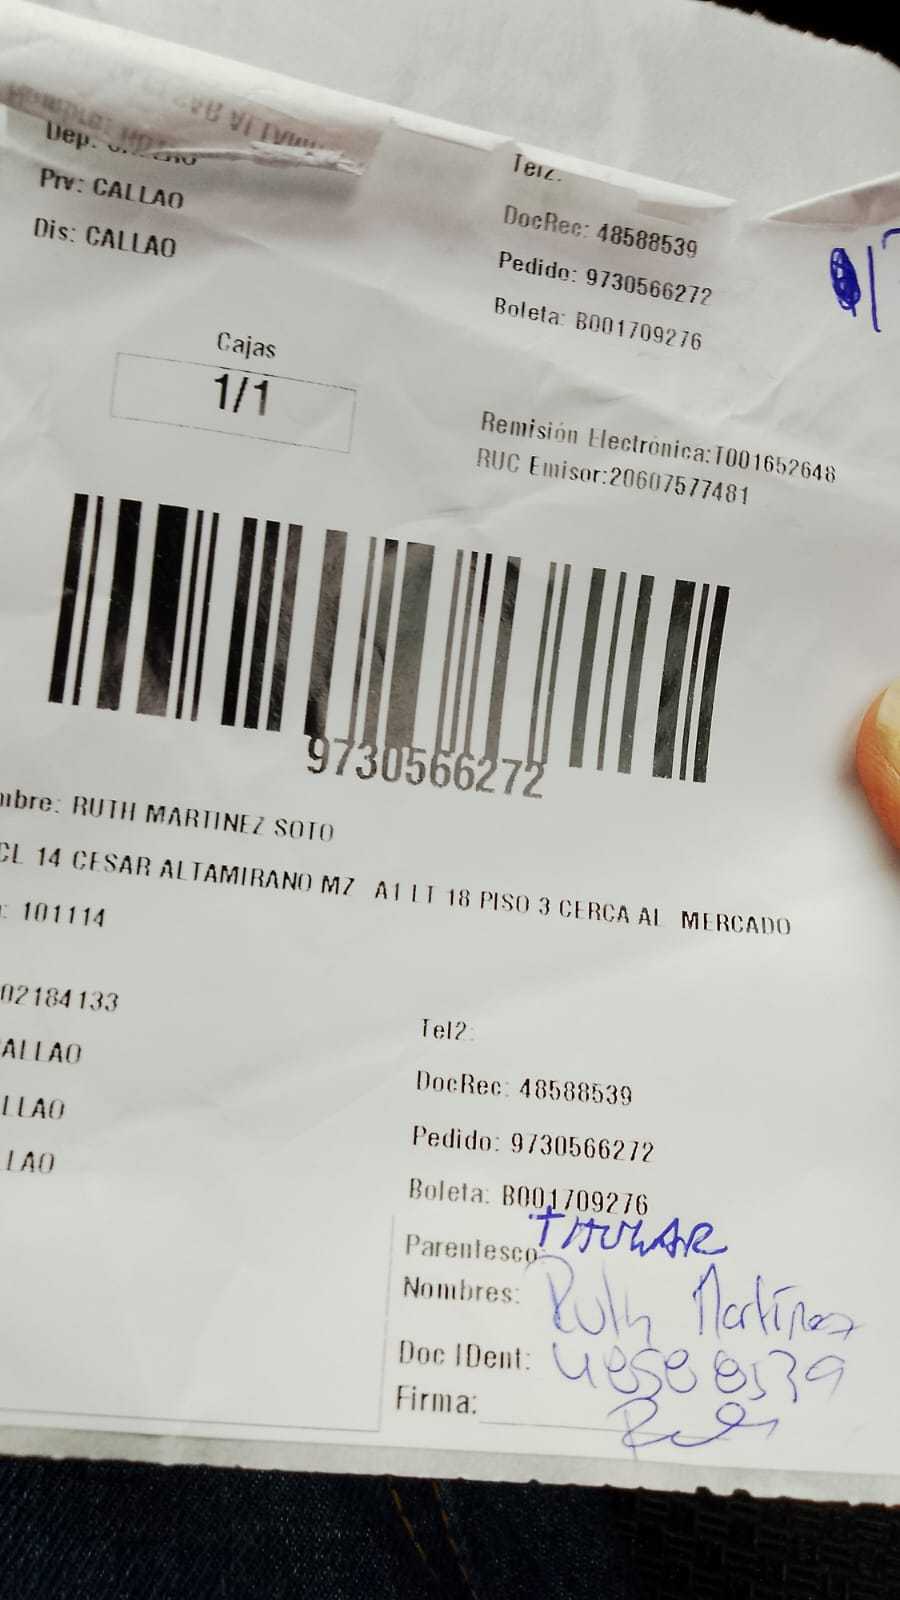 Dep:
Prv: CALLAO
Dis: CALLAO
Tel2:
DocRec: 48588539
Pedido: 9730566272
Boleta: B001709276
Cajas
1/1
Remisión Electrónica:T001652648
RUC Emisor:20607577481
9730566272
mbre: RUTH MARTINEZ SOTO
CL 14 CESAR ALTAMIRANO MZ A1 LT 18 PISO 3 CERCA AL MERCADO
: 101114
02184133
ALLAO
LLAO
LAO
Tel2:
DocRec: 48588539
Pedido: 9730566272
Boleta: B001709276
Parentesco: TITULAR
Nombres: Ruth Martínez
Doc IDent: 48588539
Firma: